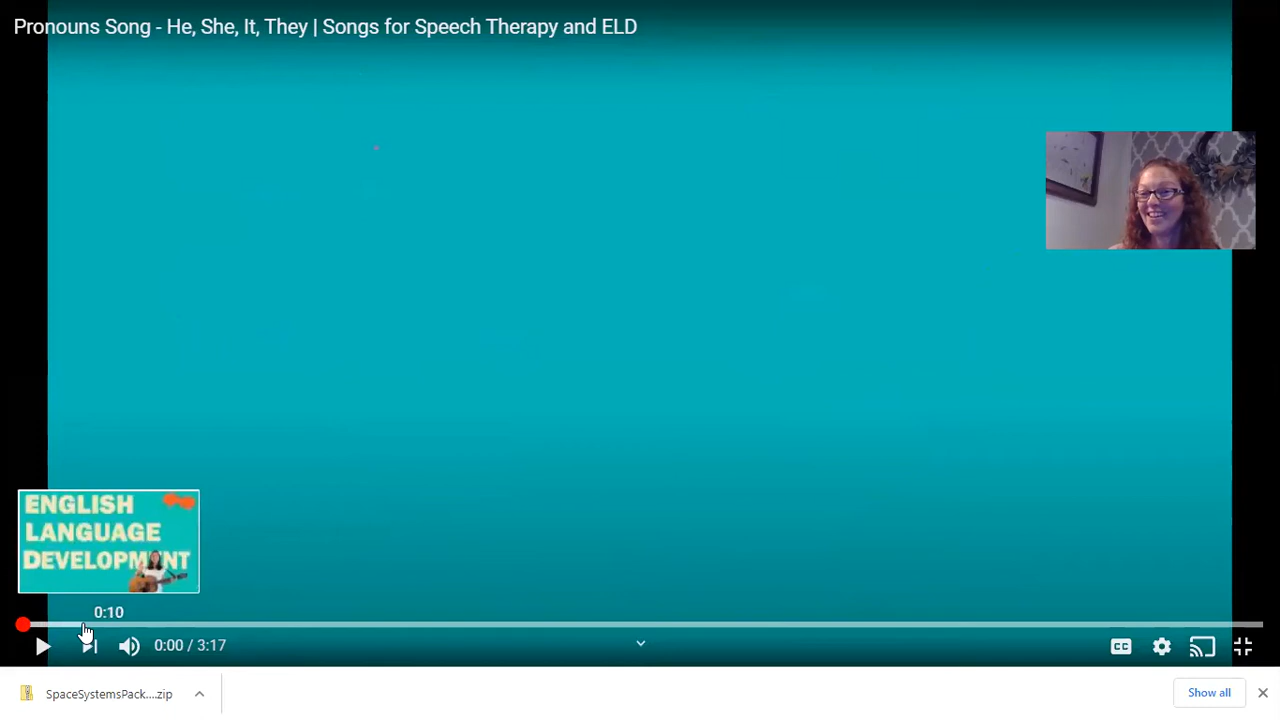 Pronouns Song - He, She, It, They | Songs for Speech Therapy and ELD
ENGLISH
LANGUAGE
DEVELOPMENT
0:10
0:00 / 3:17
CC
SpaceSystemsPack....zip
Show all